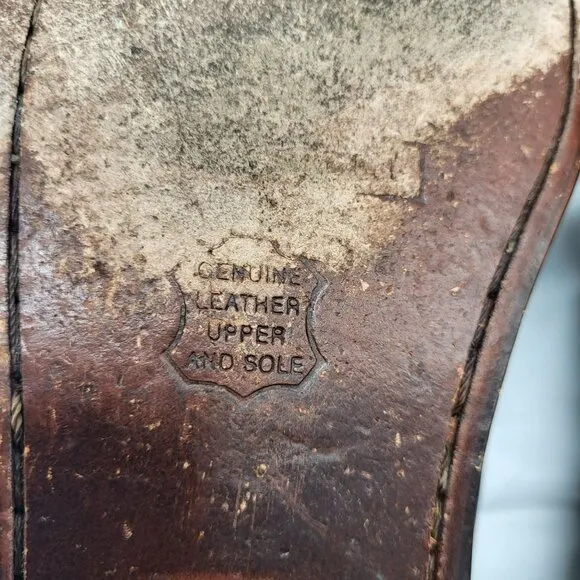 GENUINE
LEATHER
UPPER
AND SOLE